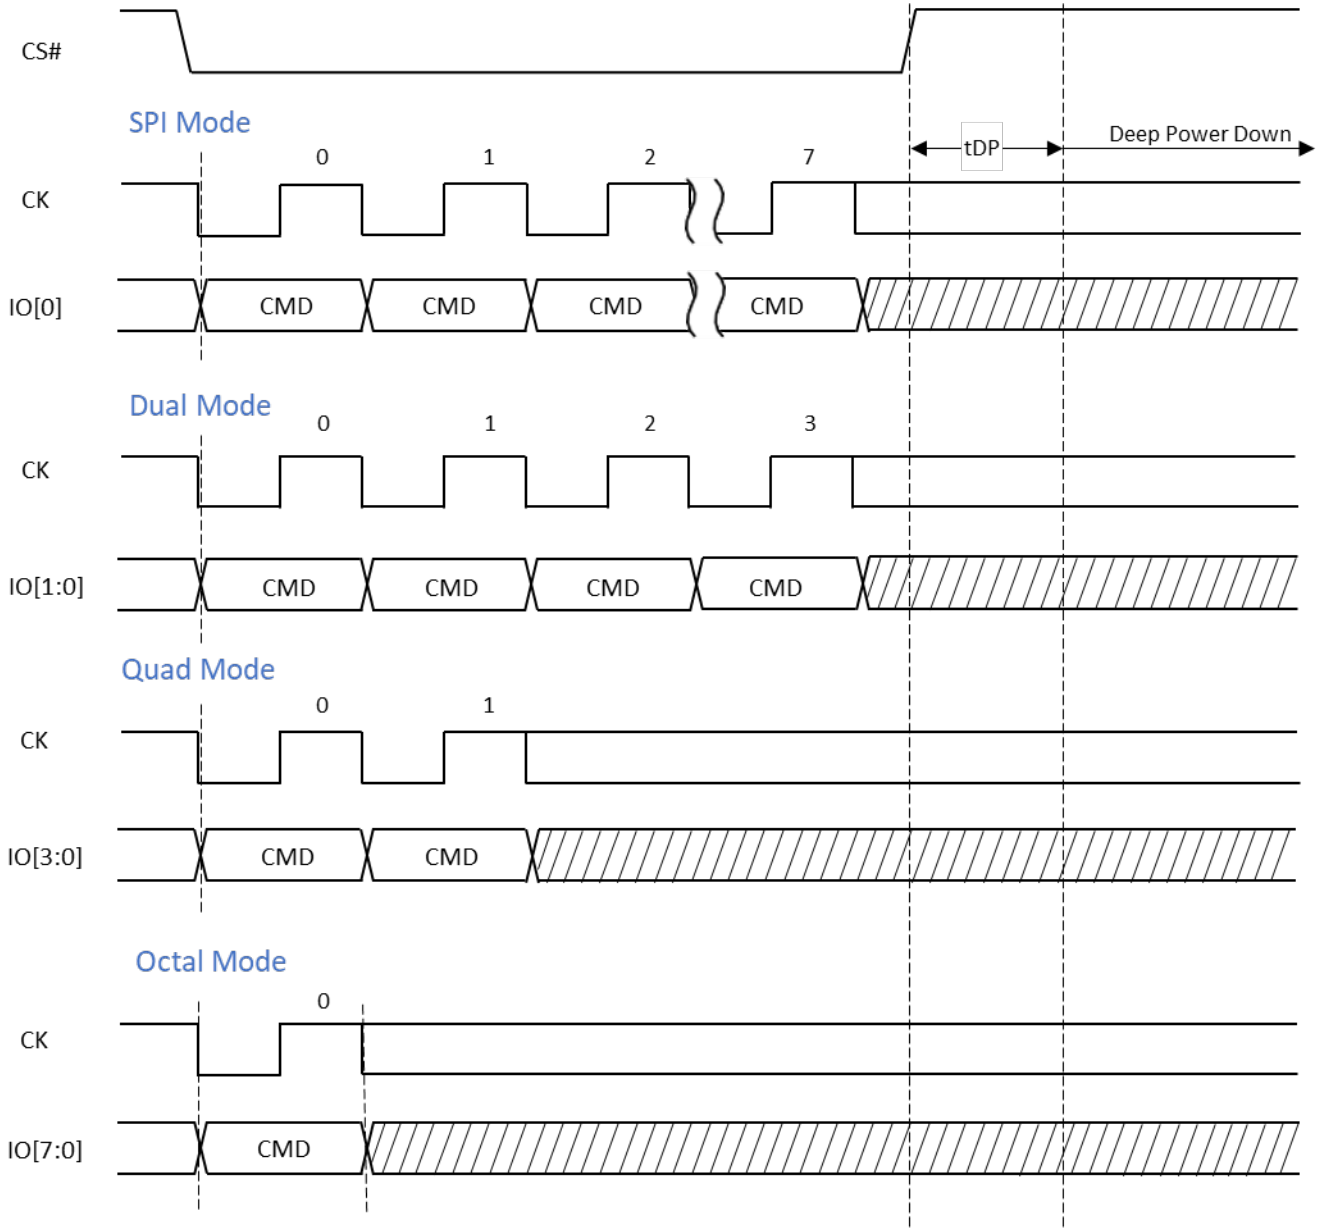 CS#
SPI Mode
tDP
Deep Power Down
0 1 2 7
CK
IO[0]
CMD CMD CMD CMD
Dual Mode
0 1 2 3
CK
IO[1:0]
CMD CMD CMD CMD
Quad Mode
0 1
CK
IO[3:0]
CMD CMD
Octal Mode
0
CK
IO[7:0]
CMD